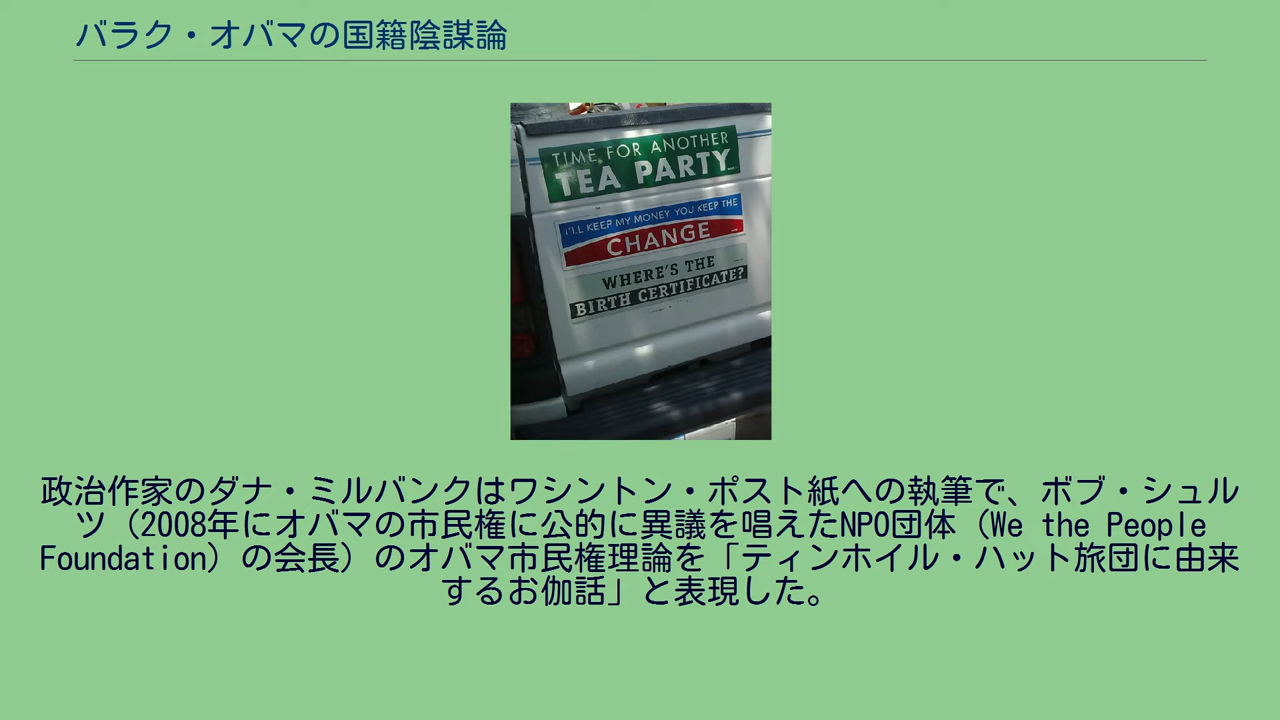 バラク・オバマの国籍陰謀論
TIME FOR ANOTHER
TEA PARTY
I'LL KEEP MY MONEY YOU KEEP THE
CHANGE
WHERE'S THE
BIRTH CERTIFICATE?
政治作家のダナ・ミルバンクはワシントン・ポスト紙への執筆で、ボブ・シュル
ツ（2008年にオバマの市民権に公的に異議を唱えたNPO団体（We the People
Foundation）の会長）のオバマ市民権理論を「ティンホイル・ハット旅団に由来
するお伽話」と表現した。